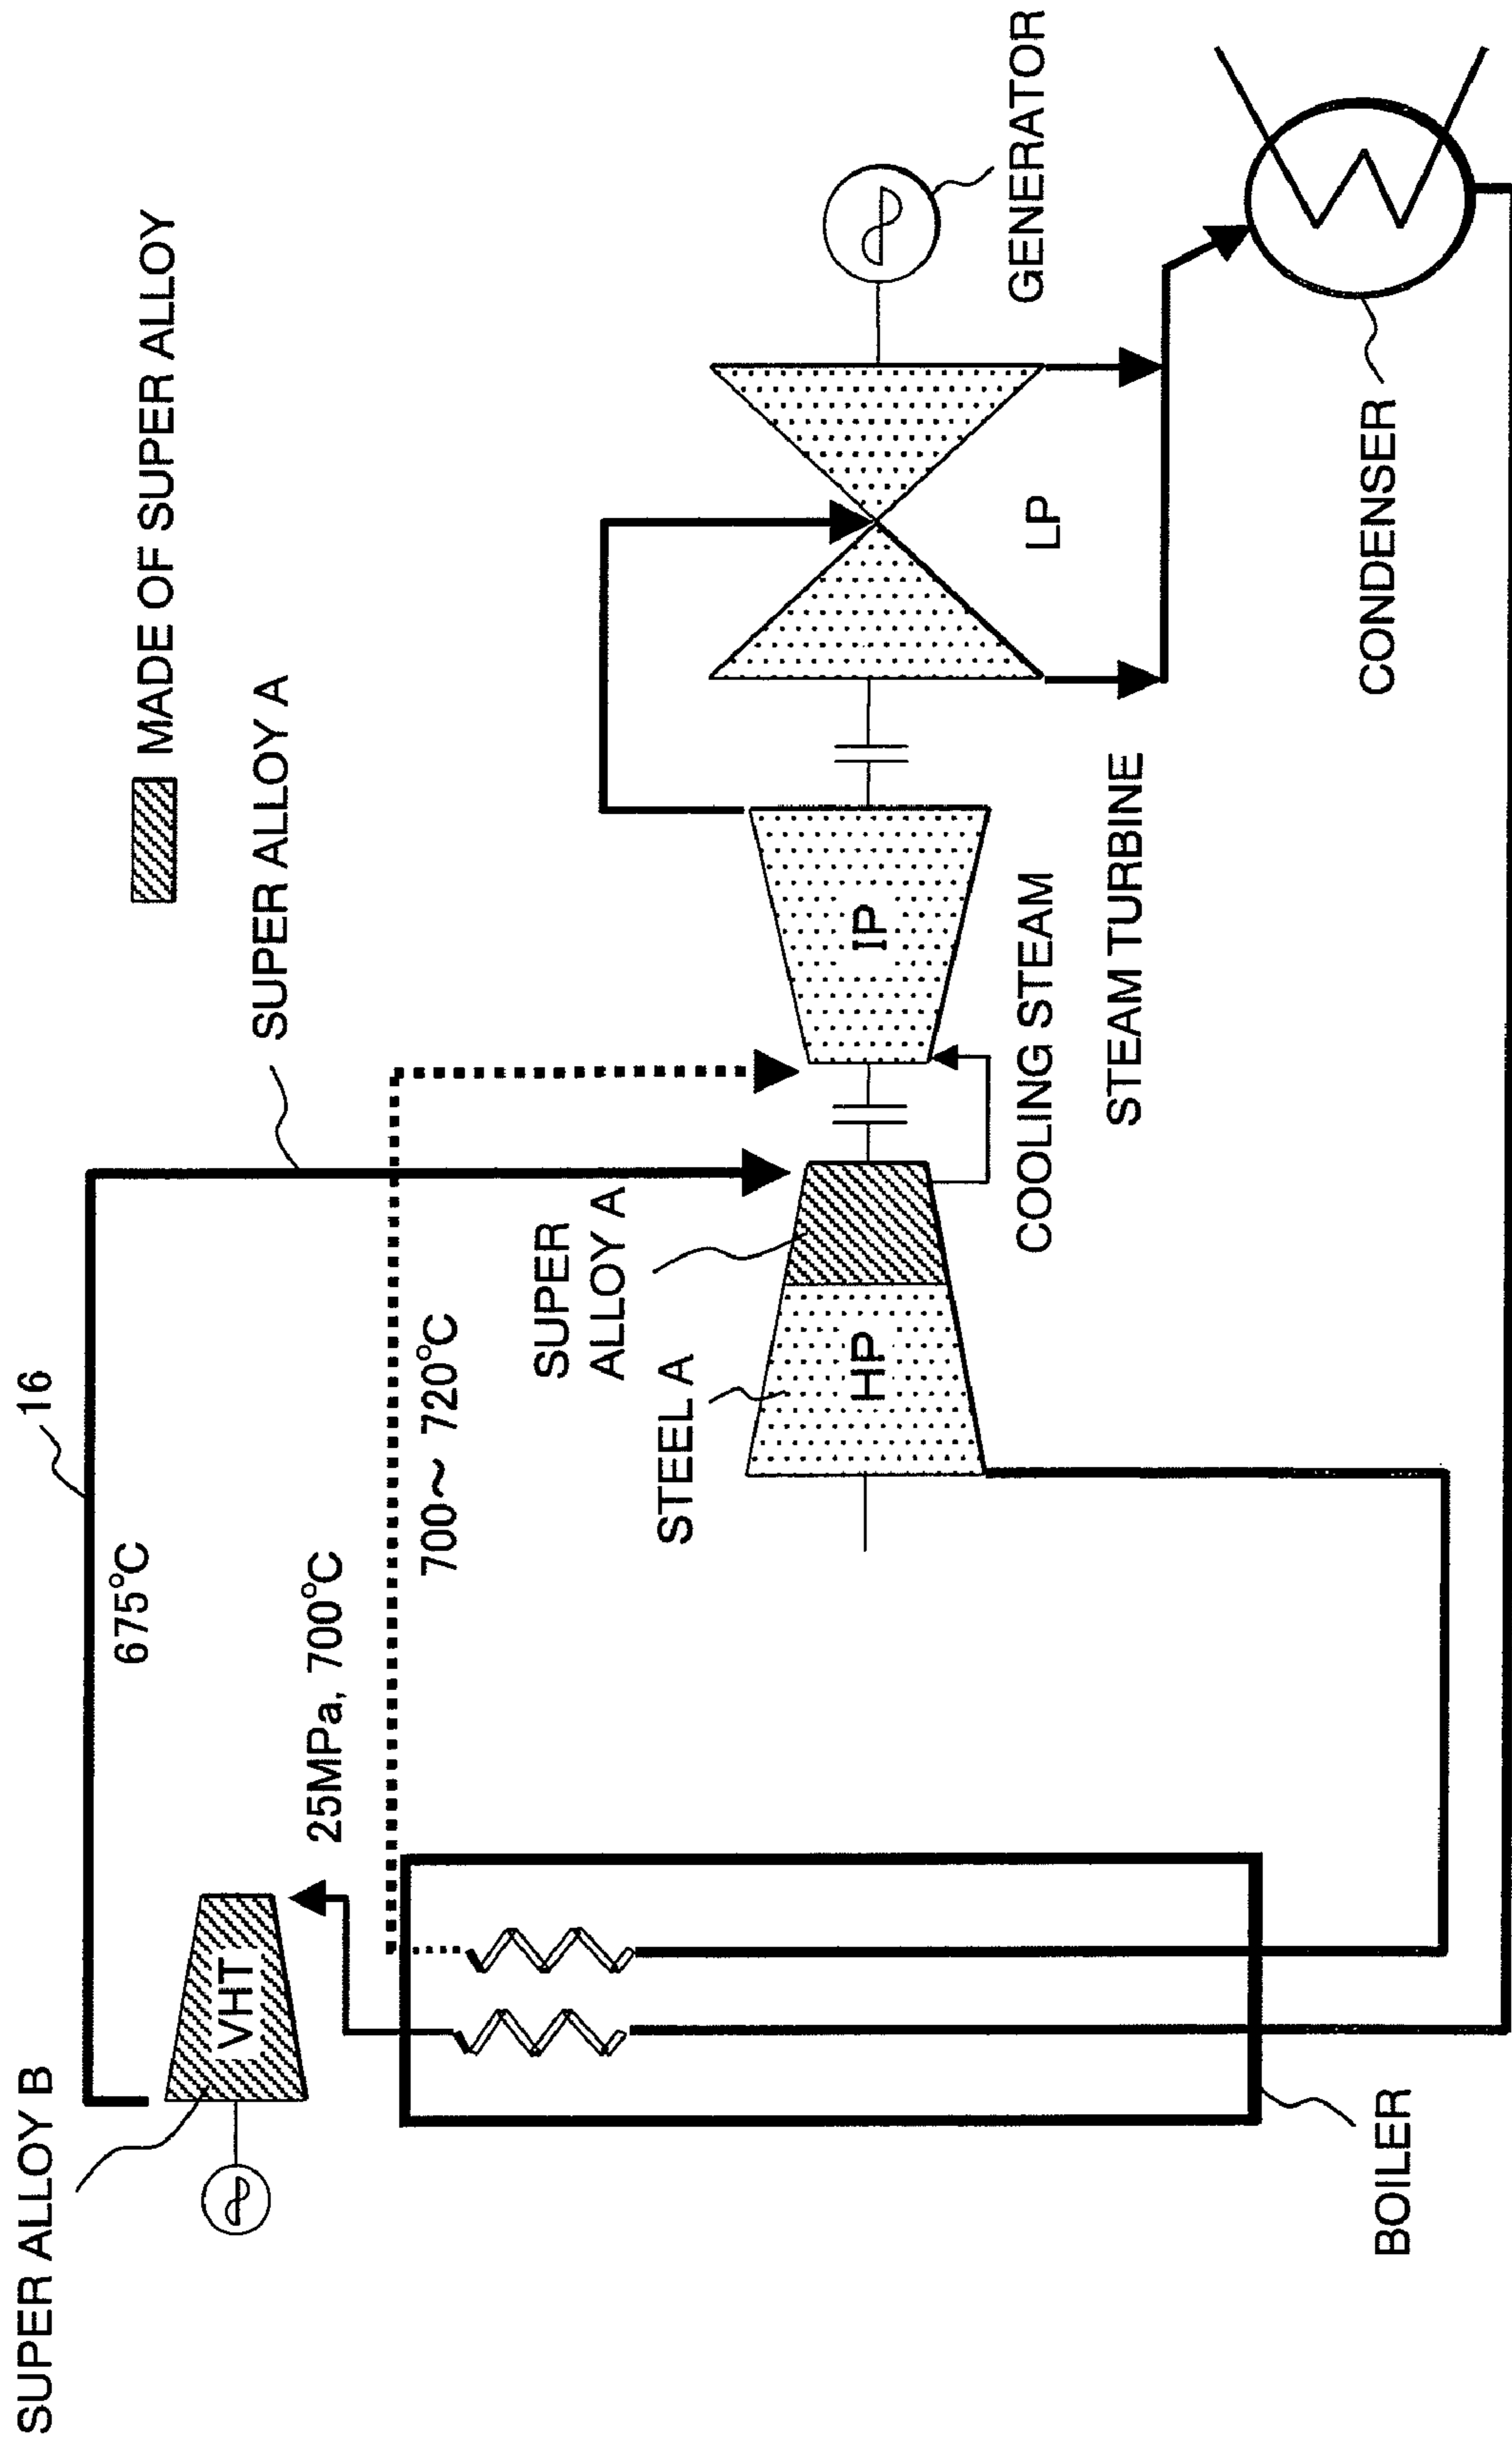 MADE OF SUPER ALLOY
16
SUPER ALLOY A
SUPER ALLOY B
675°C
VHT
25MPa, 700°C
700~ 720°C
SUPER
ALLOY A
STEEL A
HP
IP
LP
GENERATOR
COOLING STEAM
STEAM TURBINE
CONDENSER
BOILER